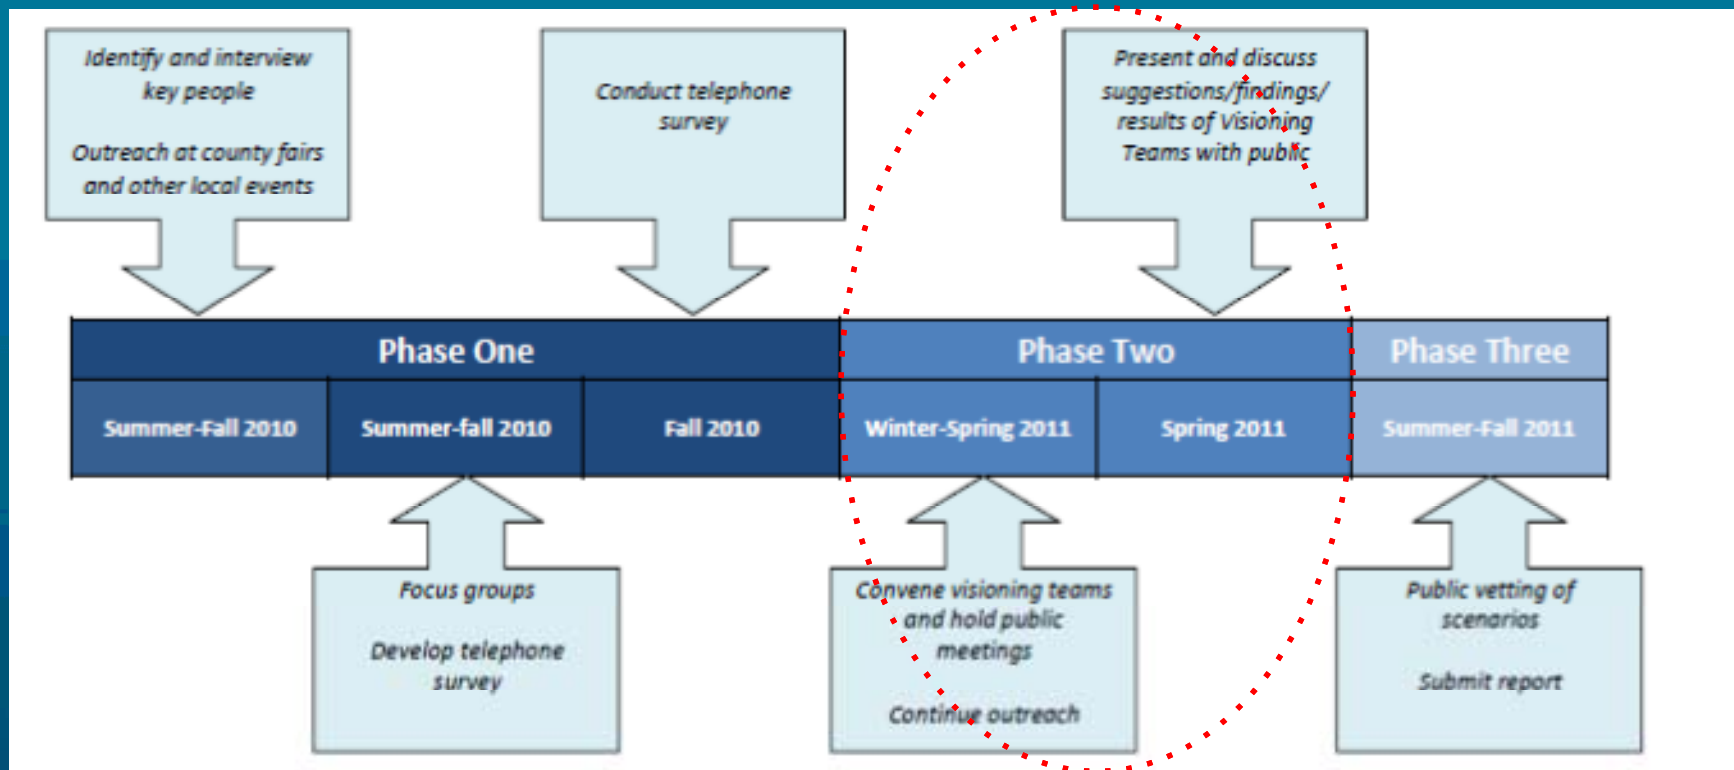 Identify and interview
key people
Outreach at county fairs
and other local events
Conduct telephone
survey
Present and discuss
suggestions/findings/
results of Visioning
Teams with public
Phase One
Phase Two
Phase Three
Summer-Fall 2010
Summer-fall 2010
Fall 2010
Winter-Spring 2011
Spring 2011
Summer-Fall 2011
Focus groups
Develop telephone
survey
Convene visioning teams
and hold public
meetings
Continue outreach
Public vetting of
scenarios
Submit report